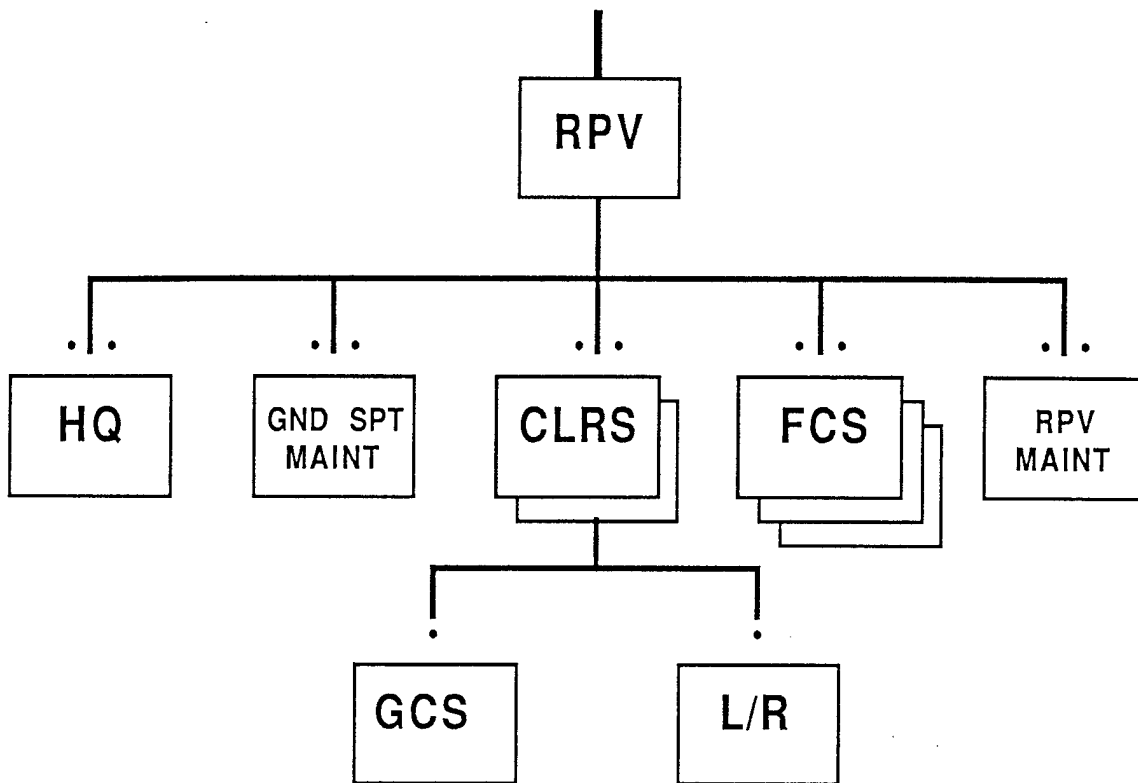 RPV
HQ
GND SPT
MAINT
CLRS
FCS
RPV
MAINT
GCS
L/R